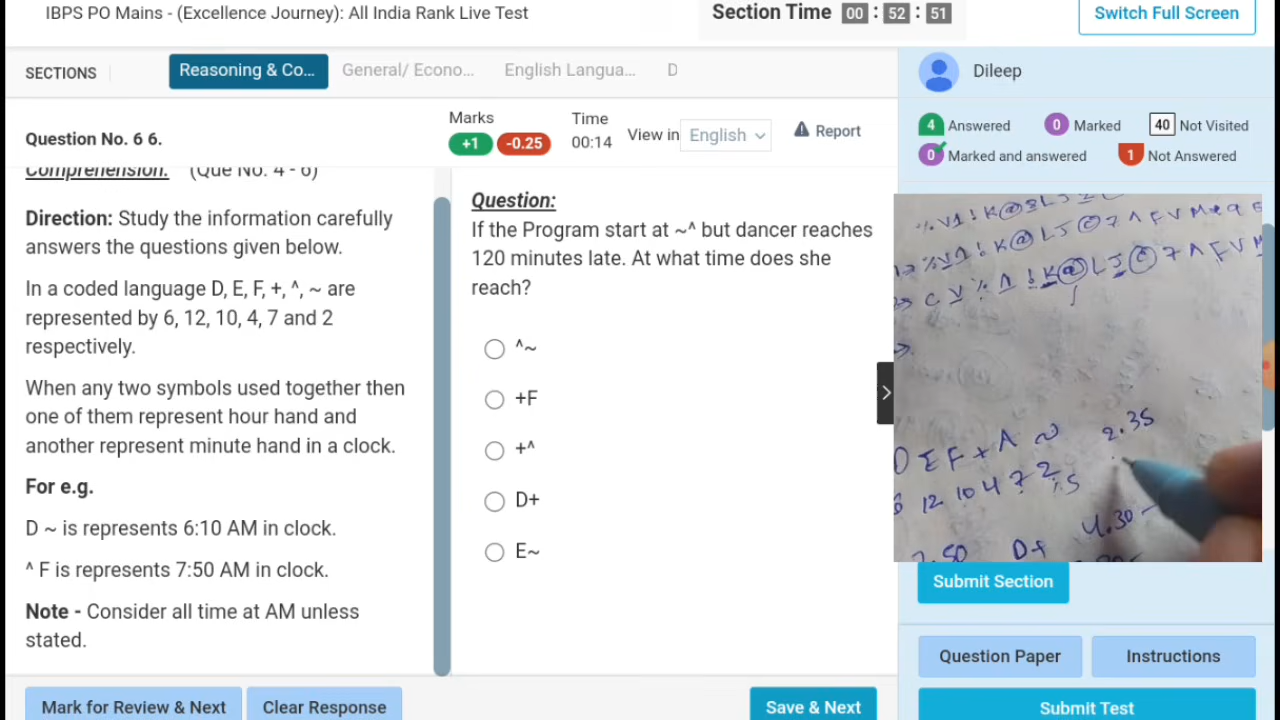 IBPS PO Mains - (Excellence Journey): All India Rank Live Test
Section Time 00 : 52 : 51
Switch Full Screen
SECTIONS
Reasoning & Co...
General/ Econo...
English Langua...
D
Dileep
4 Answered
0 Marked
40 Not Visited
0 Marked and answered
1 Not Answered
Question No. 6 6.
Marks
+1 -0.25
Time
00:14
View in English
Report
Comprehension: (Que No. 4 - 6)
Direction: Study the information carefully
answers the questions given below.
In a coded language D, E, F, +, ^, ~ are
represented by 6, 12, 10, 4, 7 and 2
respectively.
When any two symbols used together then
one of them represent hour hand and
another represent minute hand in a clock.
For e.g.
D ~ is represents 6:10 AM in clock.
^ F is represents 7:50 AM in clock.
Note - Consider all time at AM unless
stated.
Question:
If the Program start at ~^ but dancer reaches
120 minutes late. At what time does she
reach?
^~
+F
+^
D+
E~
D E F + ^ ~
2.35
6 12 10 4 7 2
4.30
D+
Submit Section
Question Paper
Instructions
Submit Test
Mark for Review & Next
Clear Response
Save & Next